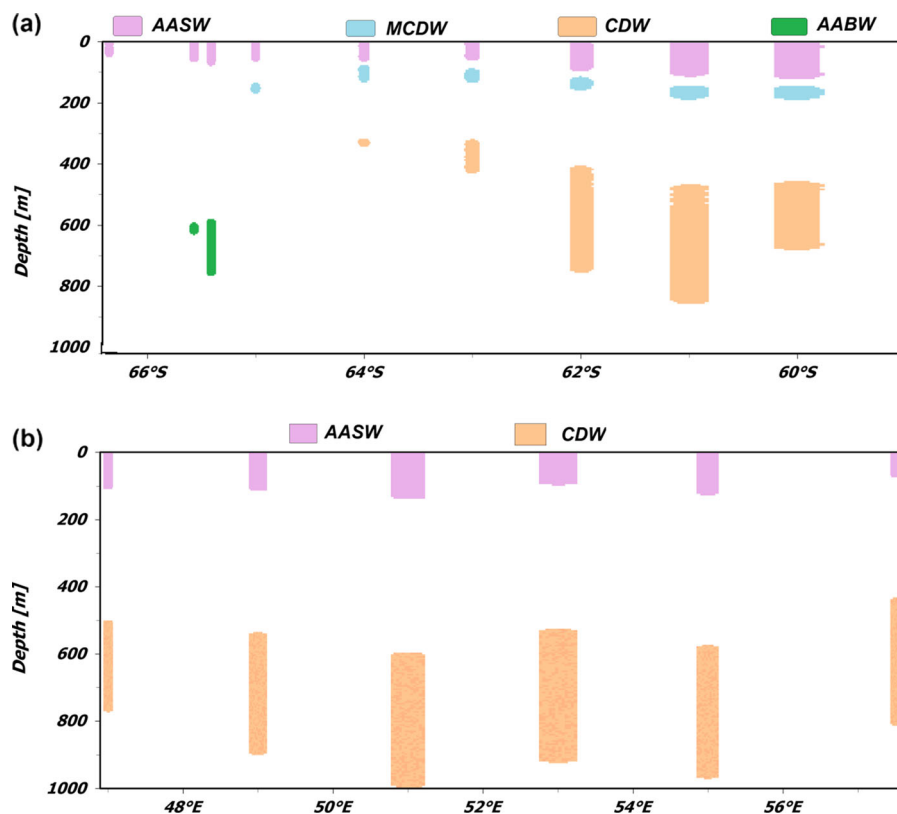 (a) AASW MCDW CDW AABW
0
200
400
600
800
1000
Depth [m]
66°S 64°S 62°S 60°S
(b) AASW CDW
0
200
400
600
800
1000
Depth [m]
48°E 50°E 52°E 54°E 56°E